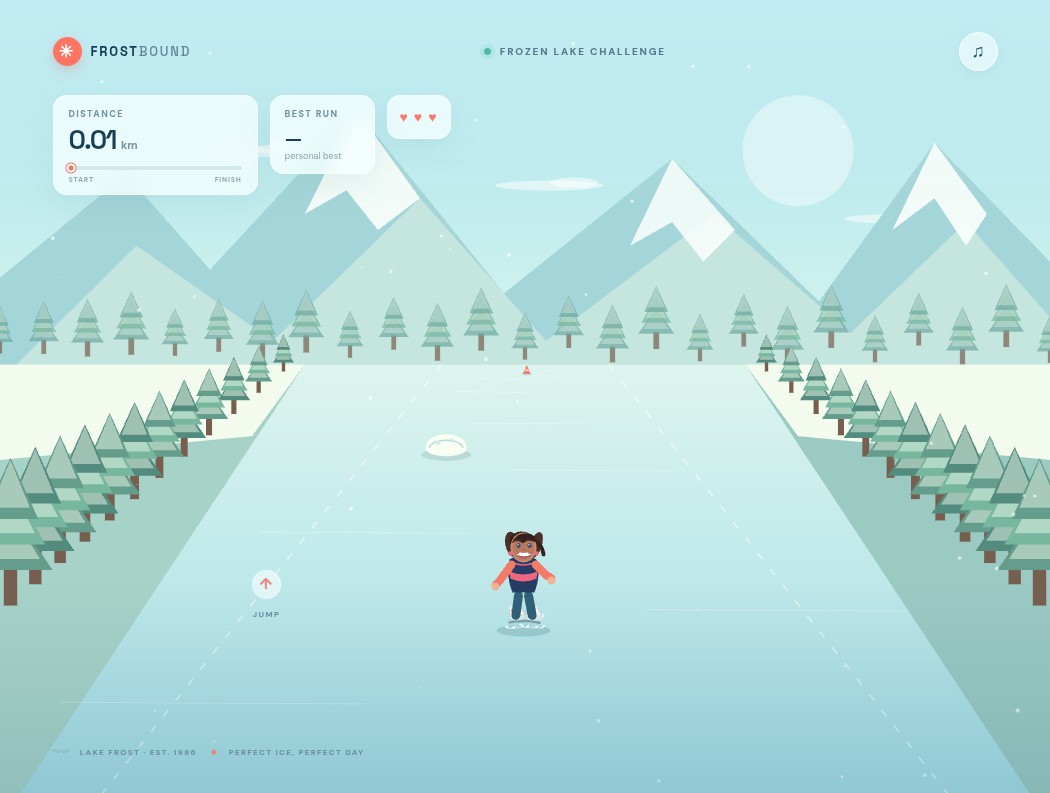 FROSTBOUND
FROZEN LAKE CHALLENGE
DISTANCE
0.01 km
START FINISH
BEST RUN
—
personal best
JUMP
LAKE FROST · EST. 1986 PERFECT ICE, PERFECT DAY